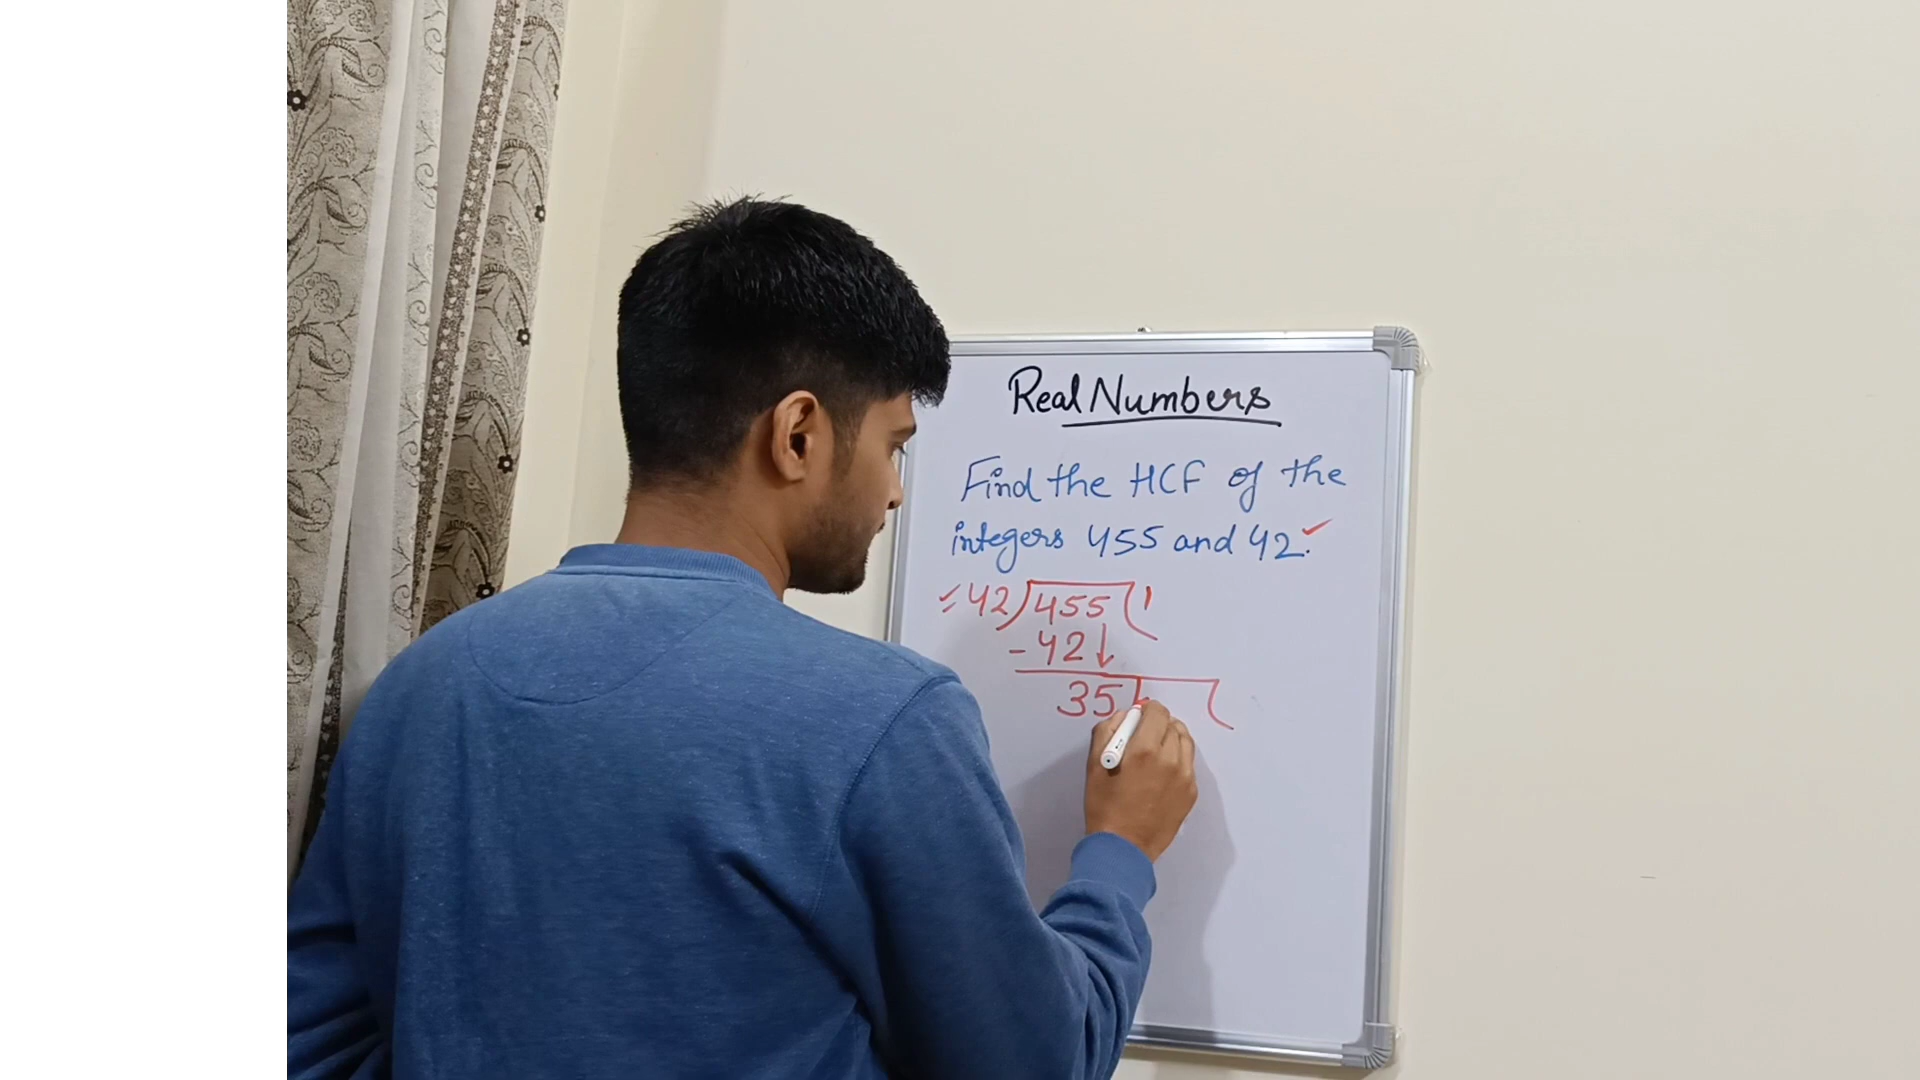 Real Numbers
Find the HCF of the
integers 455 and 42.
42)455(1
-42
35